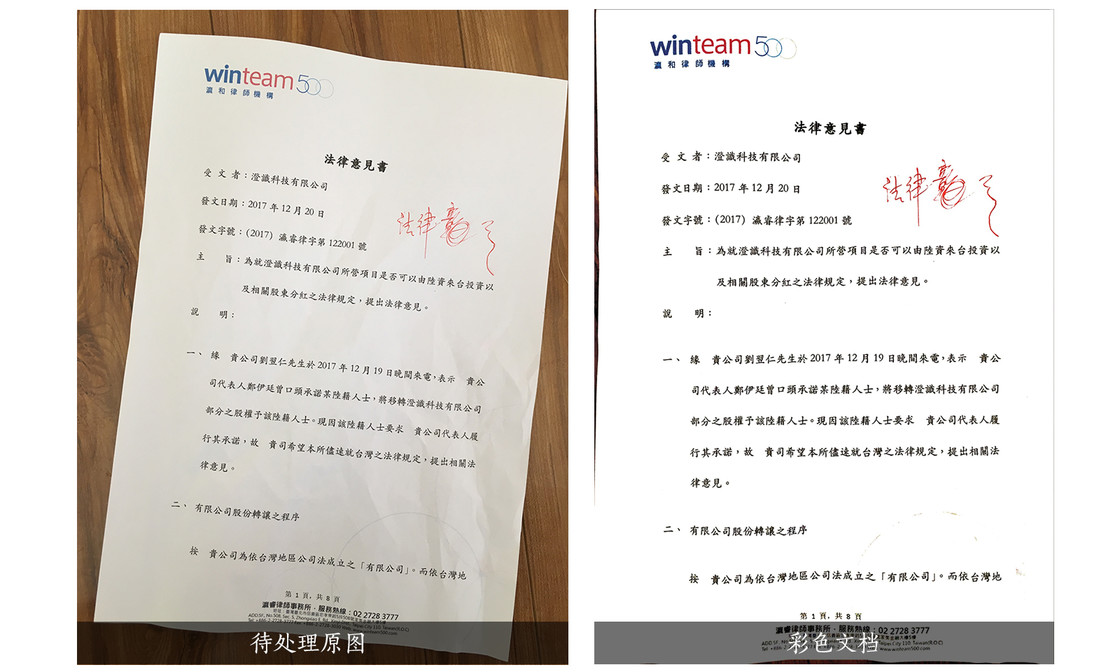 winteam 500
瀛和律師機構
法律意見書
受 文 者：澄識科技有限公司
發文日期：2017 年 12 月 20 日
發文字號：(2017) 瀛睿律字第 122001 號
法律
主 旨：為就澄識科技有限公司所營項目是否可以由陸資來台投資以
及相關股東分紅之法律規定，提出法律意見。
說 明：
一、 緣 貴公司劉翌仁先生於 2017 年 12 月 19 日晚間來電，表示 貴公
司代表人鄭伊廷曾口頭承諾某陸籍人士，將移轉澄識科技有限公司
部分之股權予該陸籍人士。現因該陸籍人士要求 貴公司代表人履
行其承諾，故 貴司希望本所儘速就台灣之法律規定，提出相關法
律意見。
二、 有限公司股份轉讓之程序
按 貴公司為依台灣地區公司法成立之「有限公司」。而依台灣地
第 1 頁, 共 8 頁
瀛睿律師事務所．服務熱線：02 2728 3777
待处理原图
winteam 500
瀛和律師機構
法律意見書
受 文 者：澄識科技有限公司
發文日期：2017 年 12 月 20 日
發文字號：(2017) 瀛睿律字第 122001 號
法律
主 旨：為就澄識科技有限公司所營項目是否可以由陸資來台投資以
及相關股東分紅之法律規定，提出法律意見。
說 明：
一、 緣 貴公司劉翌仁先生於 2017 年 12 月 19 日晚間來電，表示 貴公
司代表人鄭伊廷曾口頭承諾某陸籍人士，將移轉澄識科技有限公司
部分之股權予該陸籍人士。現因該陸籍人士要求 貴公司代表人履
行其承諾，故 貴司希望本所儘速就台灣之法律規定，提出相關法
律意見。
二、 有限公司股份轉讓之程序
按 貴公司為依台灣地區公司法成立之「有限公司」。而依台灣地
第 1 頁, 共 8 頁
瀛睿律師事務所．服務熱線：02 2728 3777
彩色文档